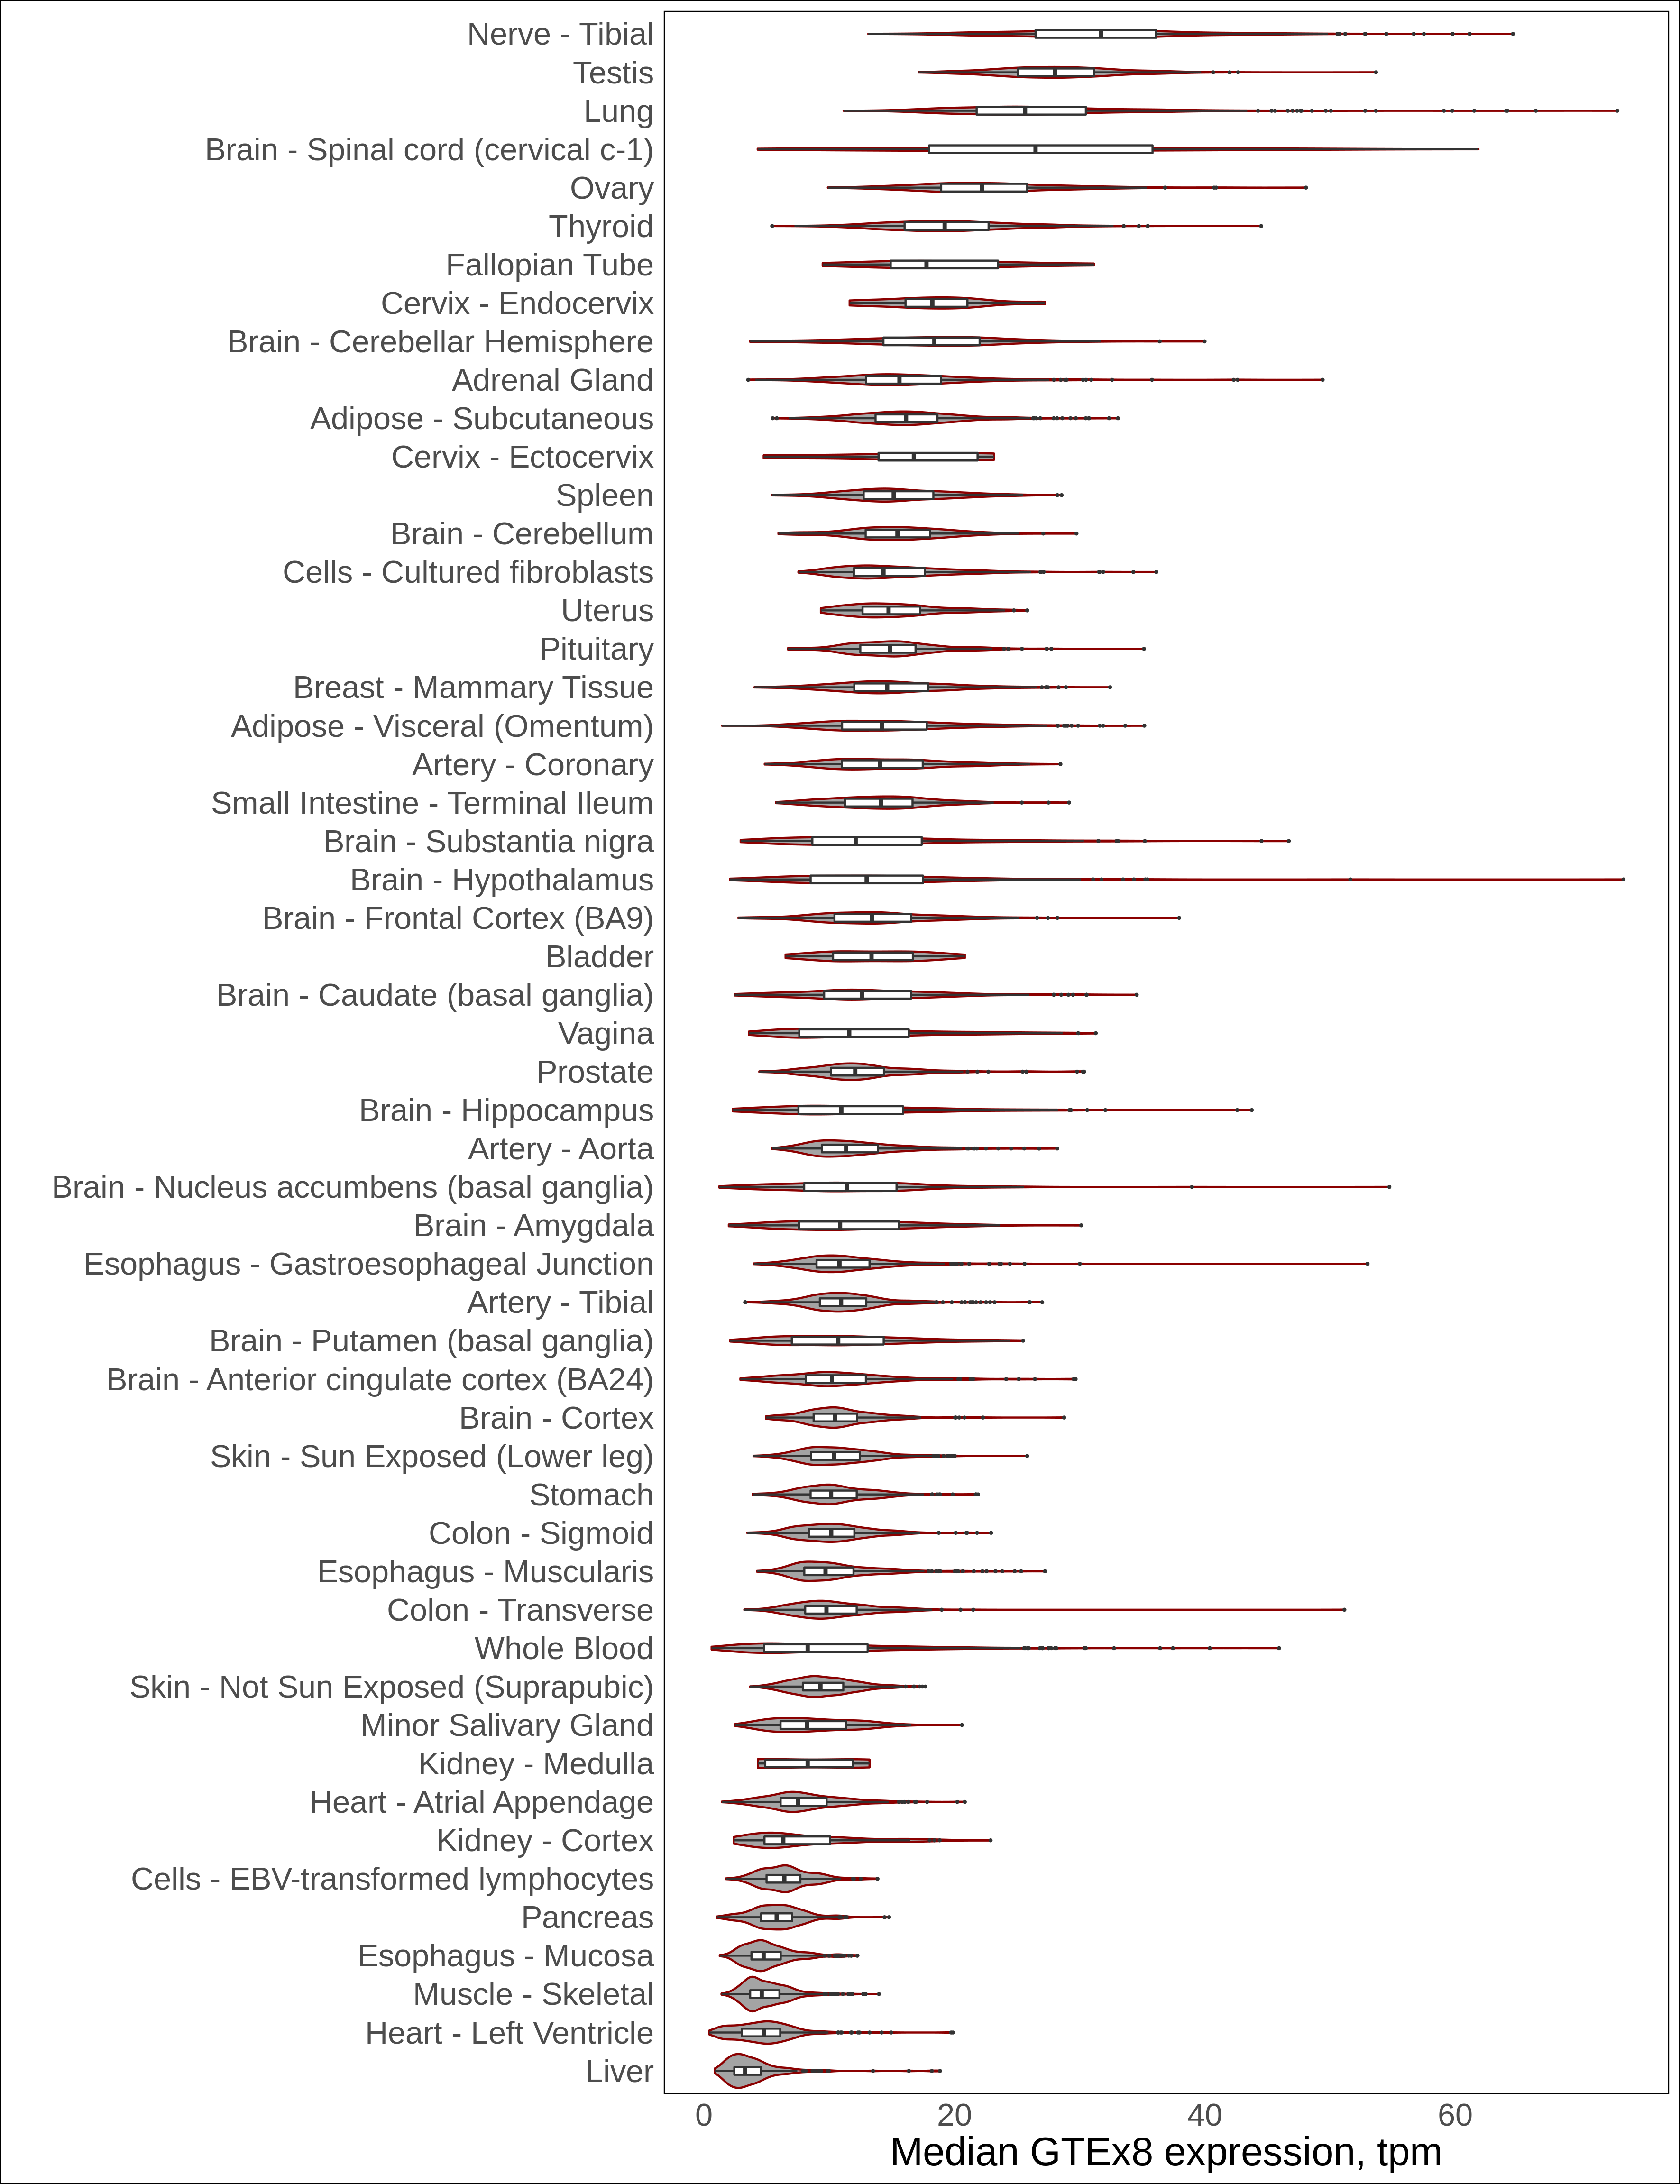 Nerve - Tibial
Testis
Lung
Brain - Spinal cord (cervical c-1)
Ovary
Thyroid
Fallopian Tube
Cervix - Endocervix
Brain - Cerebellar Hemisphere
Adrenal Gland
Adipose - Subcutaneous
Cervix - Ectocervix
Spleen
Brain - Cerebellum
Cells - Cultured fibroblasts
Uterus
Pituitary
Breast - Mammary Tissue
Adipose - Visceral (Omentum)
Artery - Coronary
Small Intestine - Terminal Ileum
Brain - Substantia nigra
Brain - Hypothalamus
Brain - Frontal Cortex (BA9)
Bladder
Brain - Caudate (basal ganglia)
Vagina
Prostate
Brain - Hippocampus
Artery - Aorta
Brain - Nucleus accumbens (basal ganglia)
Brain - Amygdala
Esophagus - Gastroesophageal Junction
Artery - Tibial
Brain - Putamen (basal ganglia)
Brain - Anterior cingulate cortex (BA24)
Brain - Cortex
Skin - Sun Exposed (Lower leg)
Stomach
Colon - Sigmoid
Esophagus - Muscularis
Colon - Transverse
Whole Blood
Skin - Not Sun Exposed (Suprapubic)
Minor Salivary Gland
Kidney - Medulla
Heart - Atrial Appendage
Kidney - Cortex
Cells - EBV-transformed lymphocytes
Pancreas
Esophagus - Mucosa
Muscle - Skeletal
Heart - Left Ventricle
Liver
0 20 40 60
Median GTEx8 expression, tpm